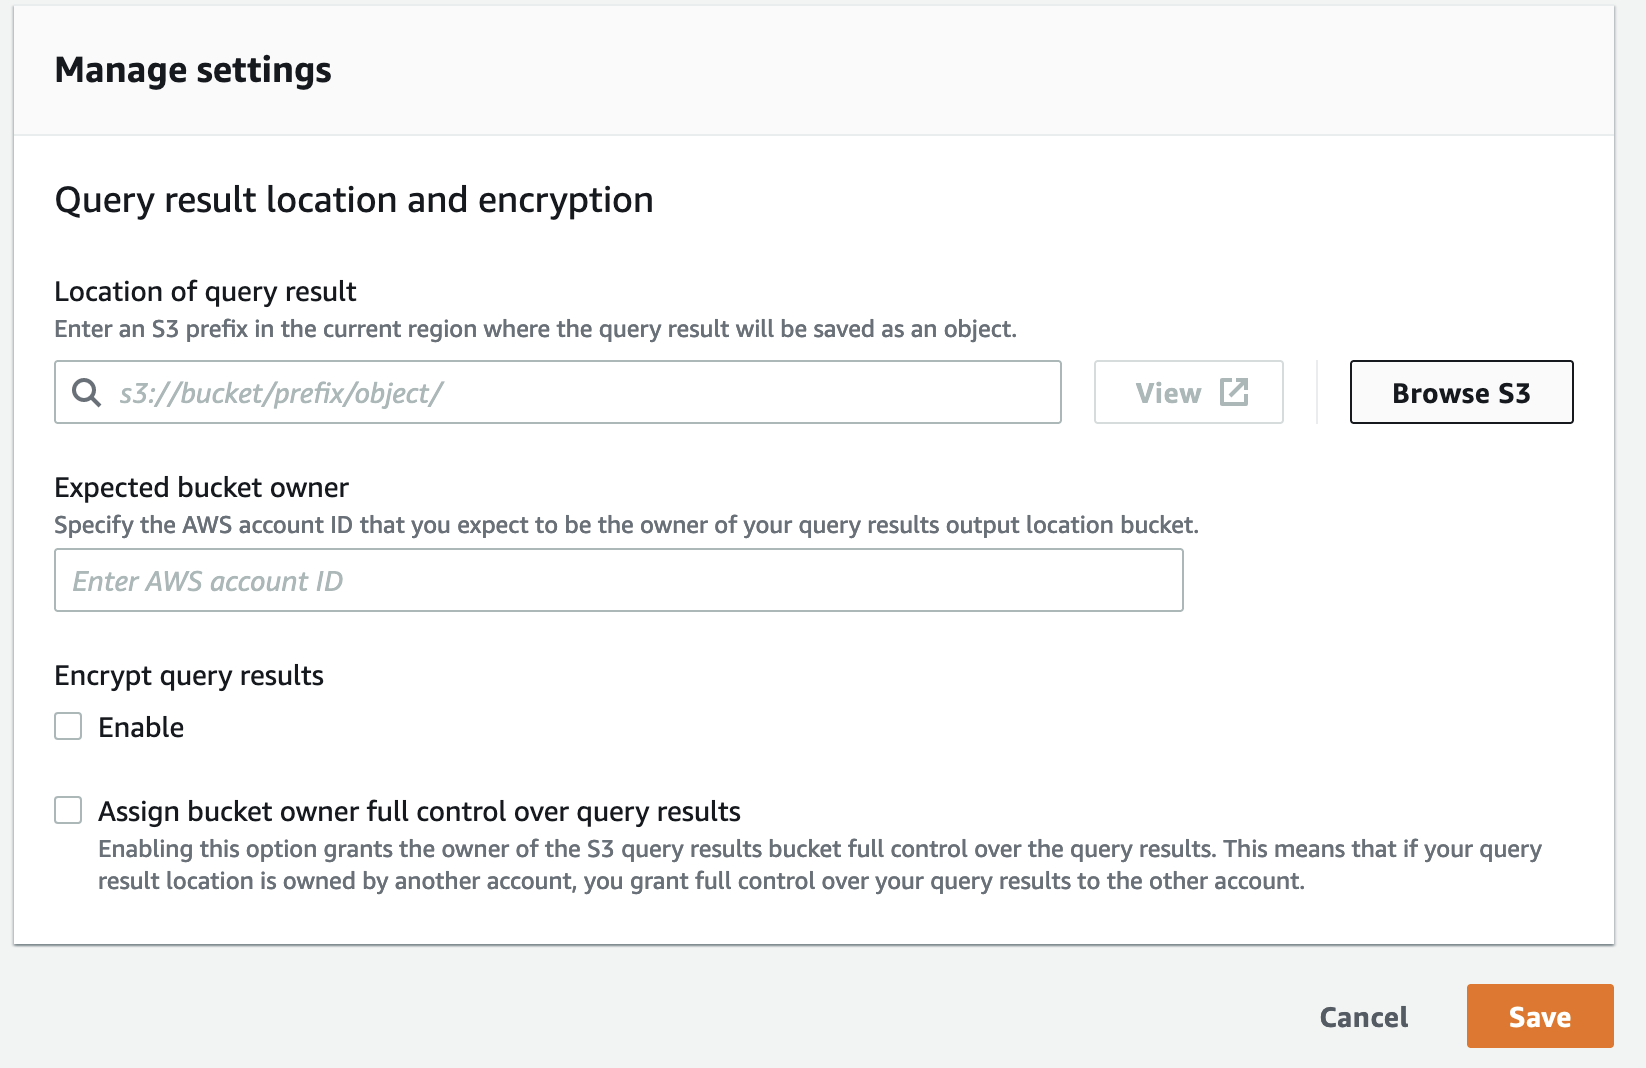 Manage settings
Query result location and encryption
Location of query result
Enter an S3 prefix in the current region where the query result will be saved as an object.
s3://bucket/prefix/object/
View
Browse S3
Expected bucket owner
Specify the AWS account ID that you expect to be the owner of your query results output location bucket.
Enter AWS account ID
Encrypt query results
Enable
Assign bucket owner full control over query results
Enabling this option grants the owner of the S3 query results bucket full control over the query results. This means that if your query
result location is owned by another account, you grant full control over your query results to the other account.
Cancel
Save